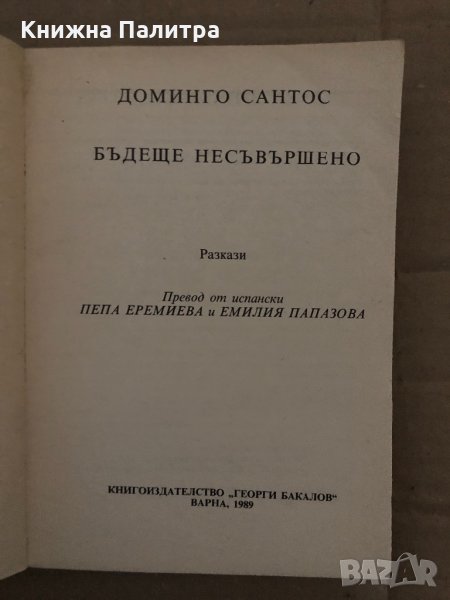 Книжна Палитра
ДОМИНГО САНТОС
БЪДЕЩЕ НЕСЪВЪРШЕНО
Разкази
Превод от испански
ПЕПА ЕРЕМИЕВА и ЕМИЛИЯ ПАПАЗОВА
КНИГОИЗДАТЕЛСТВО „ГЕОРГИ БАКАЛОВ“
ВАРНА, 1989
BAZAR